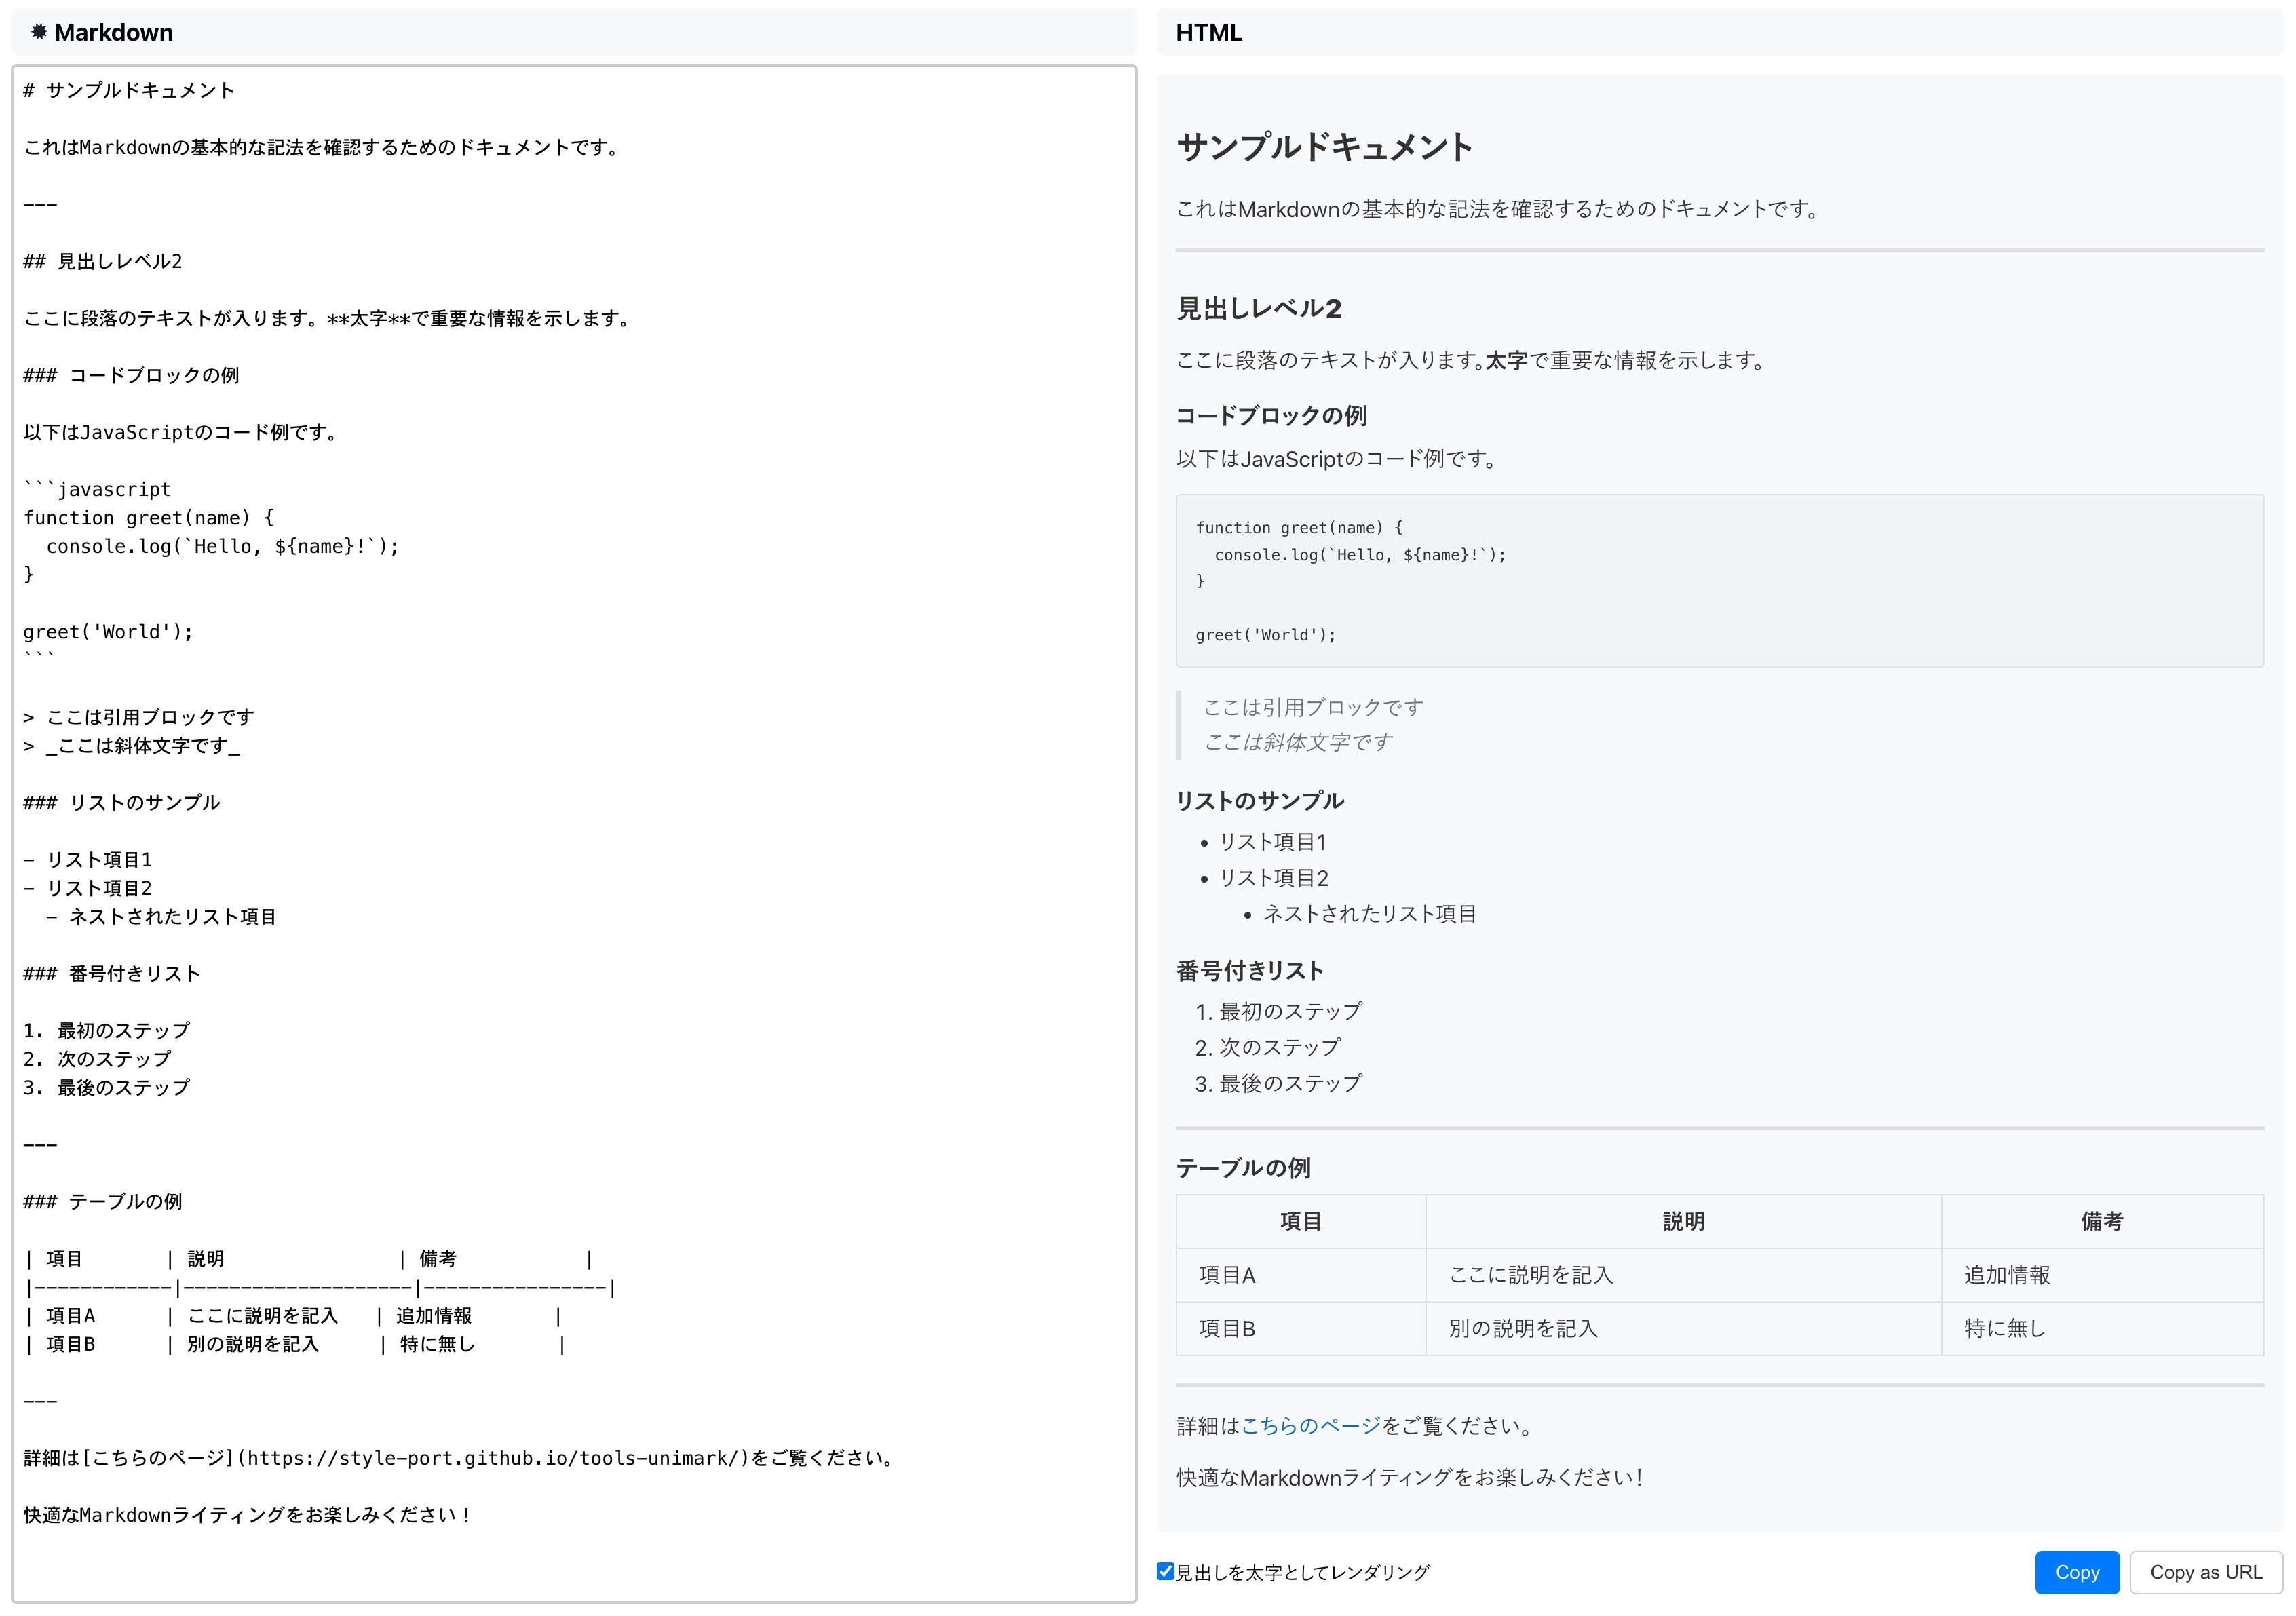 Markdown
# サンプルドキュメント
これはMarkdownの基本的な記法を確認するためのドキュメントです。
---
## 見出しレベル2
ここに段落のテキストが入ります。**太字**で重要な情報を示します。
### コードブロックの例
以下はJavaScriptのコード例です。
```javascript
function greet(name) {
  console.log(`Hello, ${name}!`);
}
greet('World');
```
> ここは引用ブロックです
> _ここは斜体文字です_
### リストのサンプル
- リスト項目1
- リスト項目2
  - ネストされたリスト項目
### 番号付きリスト
1. 最初のステップ
2. 次のステップ
3. 最後のステップ
---
### テーブルの例
| 項目       | 説明               | 備考           |
|------------|--------------------|----------------|
| 項目A      | ここに説明を記入   | 追加情報       |
| 項目B      | 別の説明を記入     | 特に無し       |
---
詳細は[こちらのページ](https://style-port.github.io/tools-unimark/)をご覧ください。
快適なMarkdownライティングをお楽しみください！
HTML
サンプルドキュメント
これはMarkdownの基本的な記法を確認するためのドキュメントです。
見出しレベル2
ここに段落のテキストが入ります。太字で重要な情報を示します。
コードブロックの例
以下はJavaScriptのコード例です。
function greet(name) {
  console.log(`Hello, ${name}!`);
}
greet('World');
ここは引用ブロックです
ここは斜体文字です
リストのサンプル
• リスト項目1
• リスト項目2
• ネストされたリスト項目
番号付きリスト
1. 最初のステップ
2. 次のステップ
3. 最後のステップ
テーブルの例
項目 説明 備考
項目A ここに説明を記入 追加情報
項目B 別の説明を記入 特に無し
詳細はこちらのページをご覧ください。
快適なMarkdownライティングをお楽しみください！
見出しを太字としてレンダリング
Copy
Copy as URL